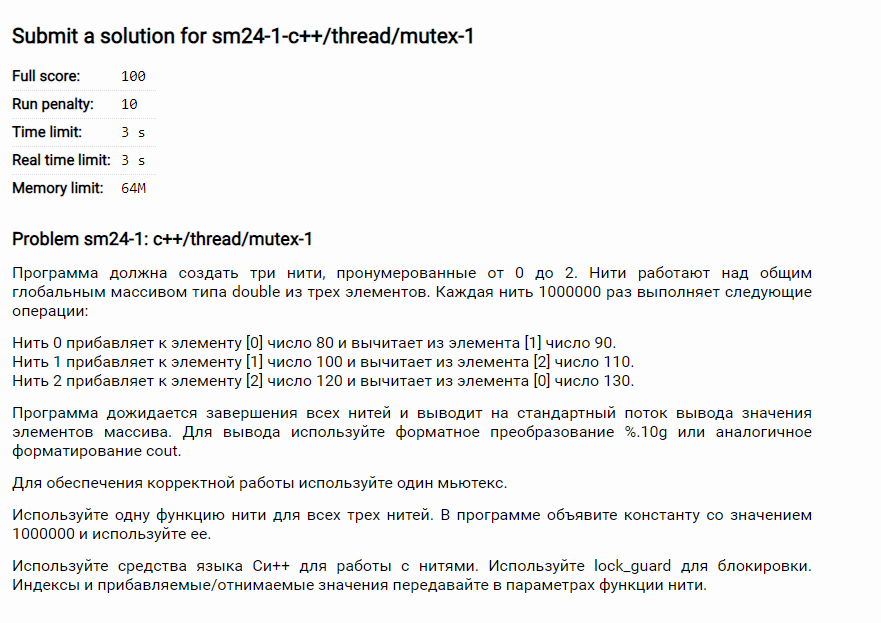 Submit a solution for sm24-1-c++/thread/mutex-1
Full score: 100
Run penalty: 10
Time limit: 3 s
Real time limit: 3 s
Memory limit: 64M
Problem sm24-1: c++/thread/mutex-1
Программа должна создать три нити, пронумерованные от 0 до 2. Нити работают над общим
глобальным массивом типа double из трех элементов. Каждая нить 1000000 раз выполняет следующие
операции:
Нить 0 прибавляет к элементу [0] число 80 и вычитает из элемента [1] число 90.
Нить 1 прибавляет к элементу [1] число 100 и вычитает из элемента [2] число 110.
Нить 2 прибавляет к элементу [2] число 120 и вычитает из элемента [0] число 130.
Программа дожидается завершения всех нитей и выводит на стандартный поток вывода значения
элементов массива. Для вывода используйте форматное преобразование %.10g или аналогичное
форматирование cout.
Для обеспечения корректной работы используйте один мьютекс.
Используйте одну функцию нити для всех трех нитей. В программе объявите константу со значением
1000000 и используйте ее.
Используйте средства языка Си++ для работы с нитями. Используйте lock_guard для блокировки.
Индексы и прибавляемые/отнимаемые значения передавайте в параметрах функции нити.